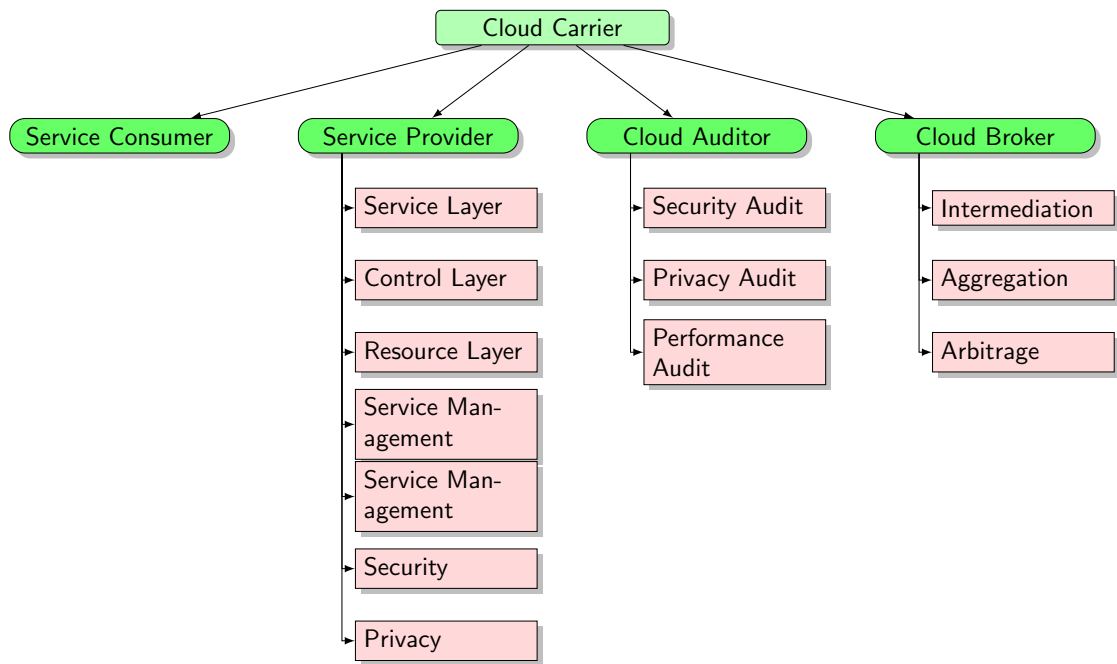 Cloud Carrier
Service Consumer
Service Provider
Cloud Auditor
Cloud Broker
Service Layer
Control Layer
Resource Layer
Service Man-
agement
Service Man-
agement
Security
Privacy
Security Audit
Privacy Audit
Performance
Audit
Intermediation
Aggregation
Arbitrage